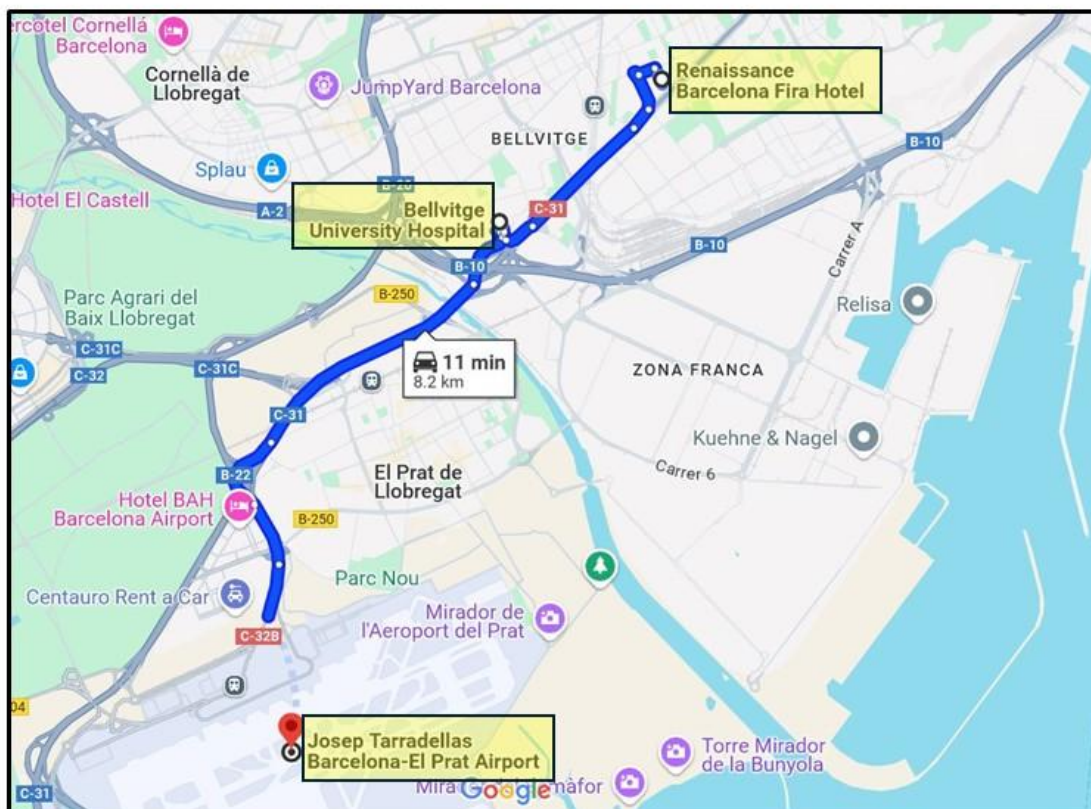 ercotel Cornellá
Barcelona
Cornellà de
Llobregat
JumpYard Barcelona
Renaissance
Barcelona Fira Hotel
BELLVITGE
B-10
Splau
B-20
Hotel El Castell
A-2
Bellvitge
University Hospital
C-31
B-10
B-10
Carrer A
Parc Agrari del
Baix Llobregat
B-250
Relisa
C-31C
C-32
C-31C
11 min
8.2 km
ZONA FRANCA
C-31
Kuehne & Nagel
B-22
El Prat de
Llobregat
Carrer 6
Hotel BAH
Barcelona Airport
B-250
Parc Nou
Centauro Rent a Car
Mirador de
l'Aeroport del Prat
C-32B
04
Josep Tarradellas
Barcelona-El Prat Airport
Torre Mirador
de la Bunyola
Google
C-31